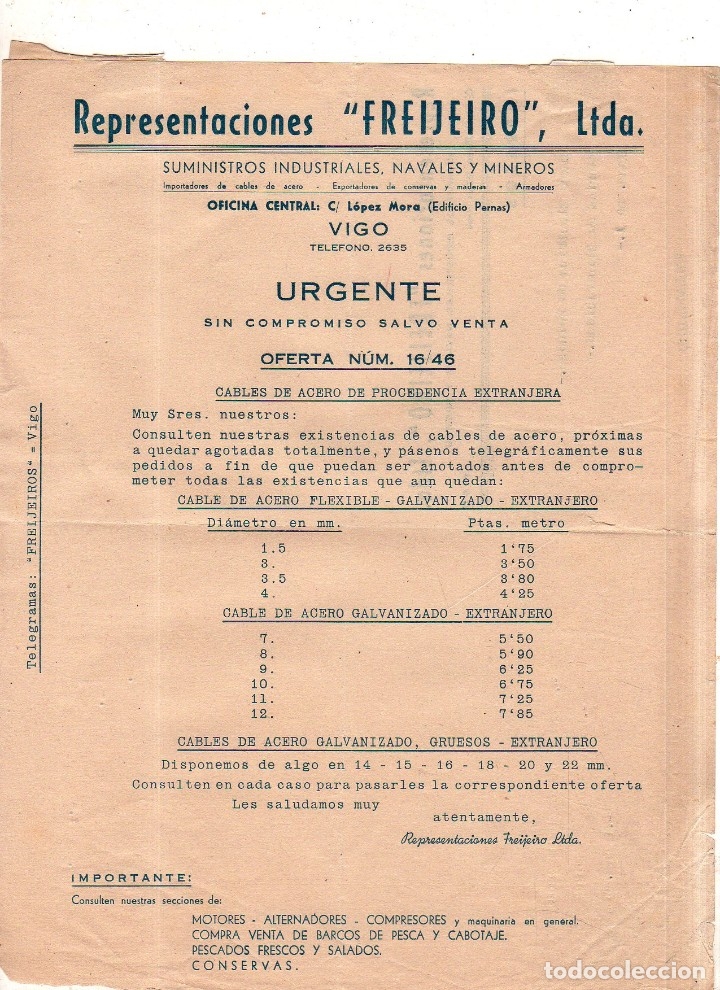 Representaciones "FREIJEIRO", Ltda.
SUMINISTROS INDUSTRIALES, NAVALES Y MINEROS
Importadores de cables de acero - Exportadores de conservas y maderas - Armadores
OFICINA CENTRAL: C/ López Mora (Edificio Pernas)
VIGO
TELEFONO. 2635
URGENTE
SIN COMPROMISO SALVO VENTA
OFERTA NÚM. 16/46
CABLES DE ACERO DE PROCEDENCIA EXTRANJERA
Muy Sres. nuestros:
Consulten nuestras existencias de cables de acero, próximas
a quedar agotadas totalmente, y pásenos telegráficamente sus
pedidos a fin de que puedan ser anotados antes de compro-
meter todas las existencias que aun quedan:
CABLE DE ACERO FLEXIBLE - GALVANIZADO - EXTRANJERO
Diámetro en mm. Ptas. metro
1.5 1'75
3. 3'50
3.5 3'80
4. 4'25
CABLE DE ACERO GALVANIZADO - EXTRANJERO
7. 5'50
8. 5'90
9. 6'25
10. 6'75
11. 7'25
12. 7'85
CABLES DE ACERO GALVANIZADO, GRUESOS - EXTRANJERO
Disponemos de algo en 14 - 15 - 16 - 18 - 20 y 22 mm.
Consulten en cada caso para pasarles la correspondiente oferta
Les saludamos muy
atentamente,
Representaciones Freijeiro Ltda.
Telegramas: "FREIJEIROS" = Vigo
IMPORTANTE:
Consulten nuestras secciones de:
MOTORES - ALTERNADORES - COMPRESORES y maquinaria en general.
COMPRA VENTA DE BARCOS DE PESCA Y CABOTAJE.
PESCADOS FRESCOS Y SALADOS.
CONSERVAS.
todocoleccion